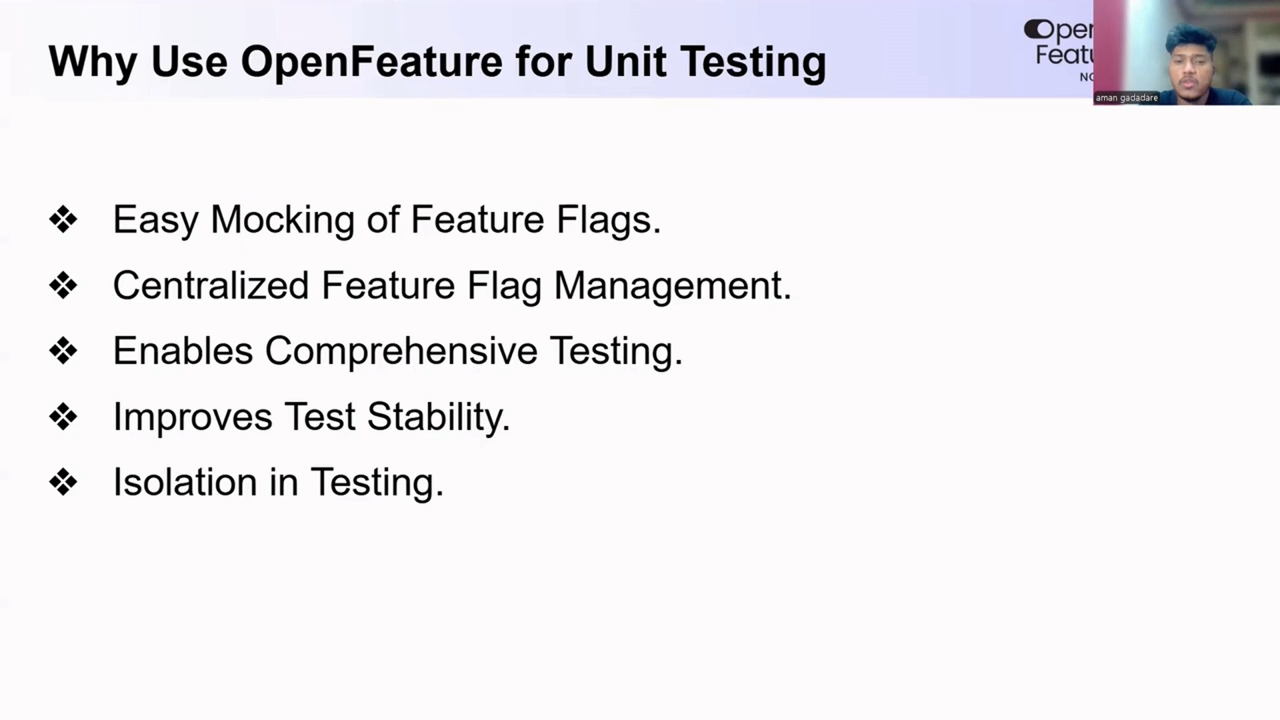 Why Use OpenFeature for Unit Testing
Open
Featu
NO
aman gadadare
❖ Easy Mocking of Feature Flags.
❖ Centralized Feature Flag Management.
❖ Enables Comprehensive Testing.
❖ Improves Test Stability.
❖ Isolation in Testing.